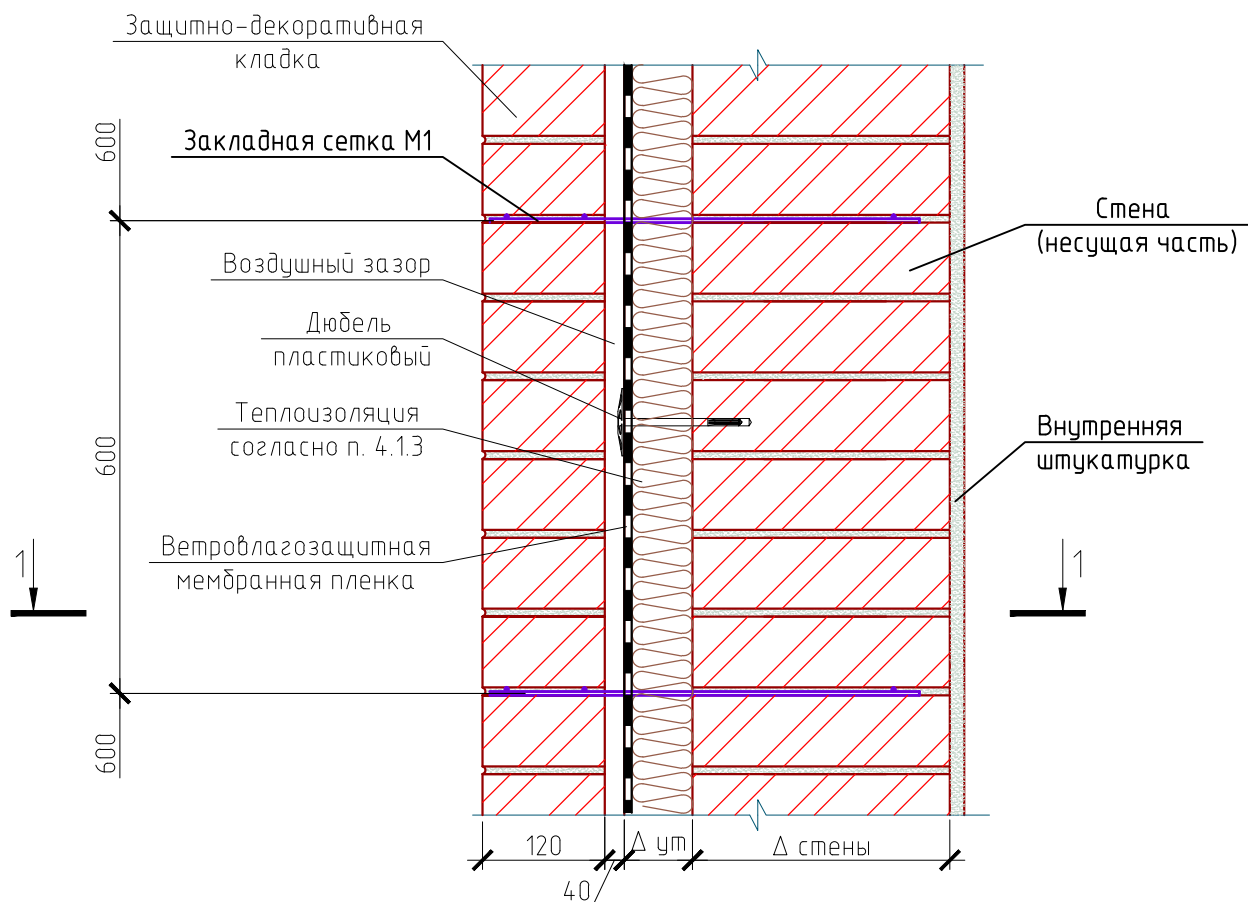 Защитно-декоративная
кладка
600
Закладная сетка М1
Стена
(несущая часть)
Воздушный зазор
Дюбель
пластиковый
Теплоизоляция
согласно п. 4.1.3
600
Внутренняя
штукатурка
Ветровлагозащитная
мембранная пленка
1
1
600
120
40
Δ ут
Δ стены